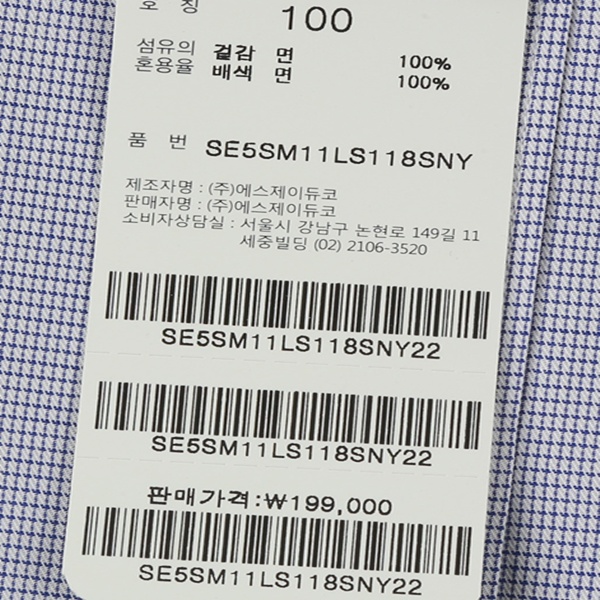 호 칭 100
섬유의 겉감 면 100%
혼용율 배색 면 100%
품 번 SE5SM11LS118SNY
제조자명 : (주)에스제이듀코
판매자명 : (주)에스제이듀코
소비자상담실 : 서울시 강남구 논현로 149길 11
세중빌딩 (02) 2106-3520
SE5SM11LS118SNY22
SE5SM11LS118SNY22
판매가격:₩199,000
SE5SM11LS118SNY22